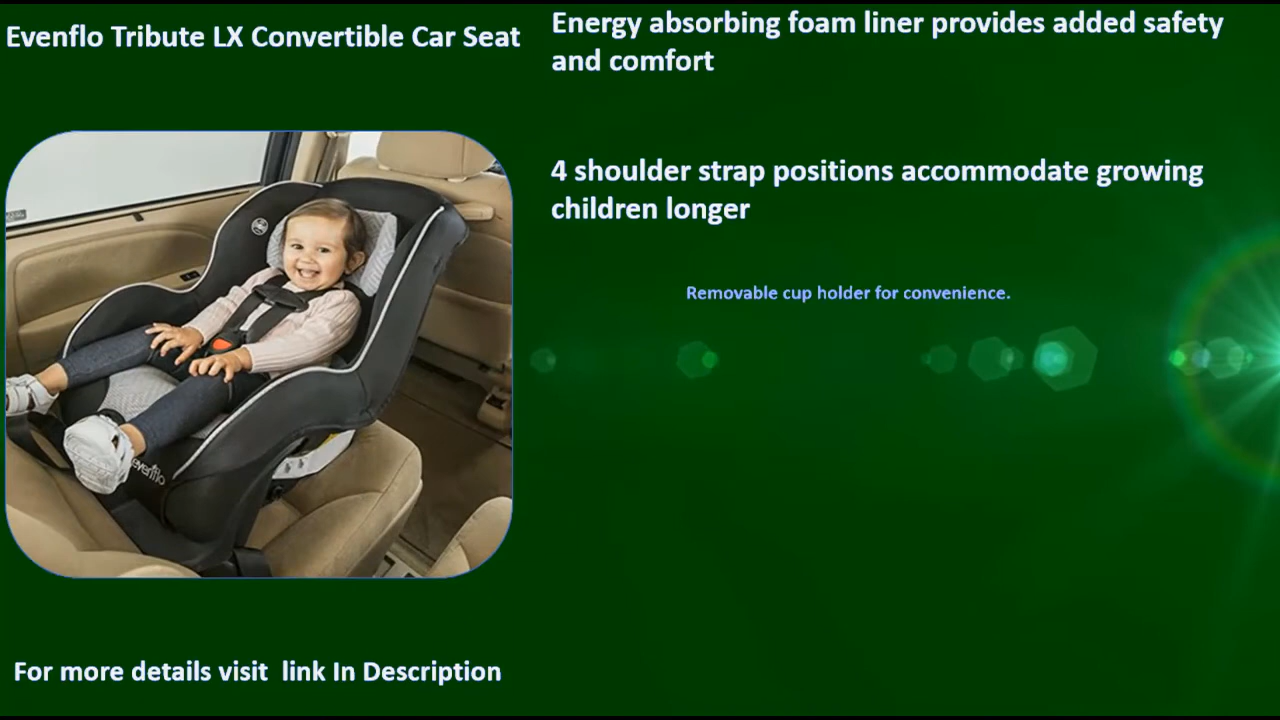 Evenflo Tribute LX Convertible Car Seat
Energy absorbing foam liner provides added safety
and comfort
4 shoulder strap positions accommodate growing
children longer
Removable cup holder for convenience.
evenflo
For more details visit link In Description